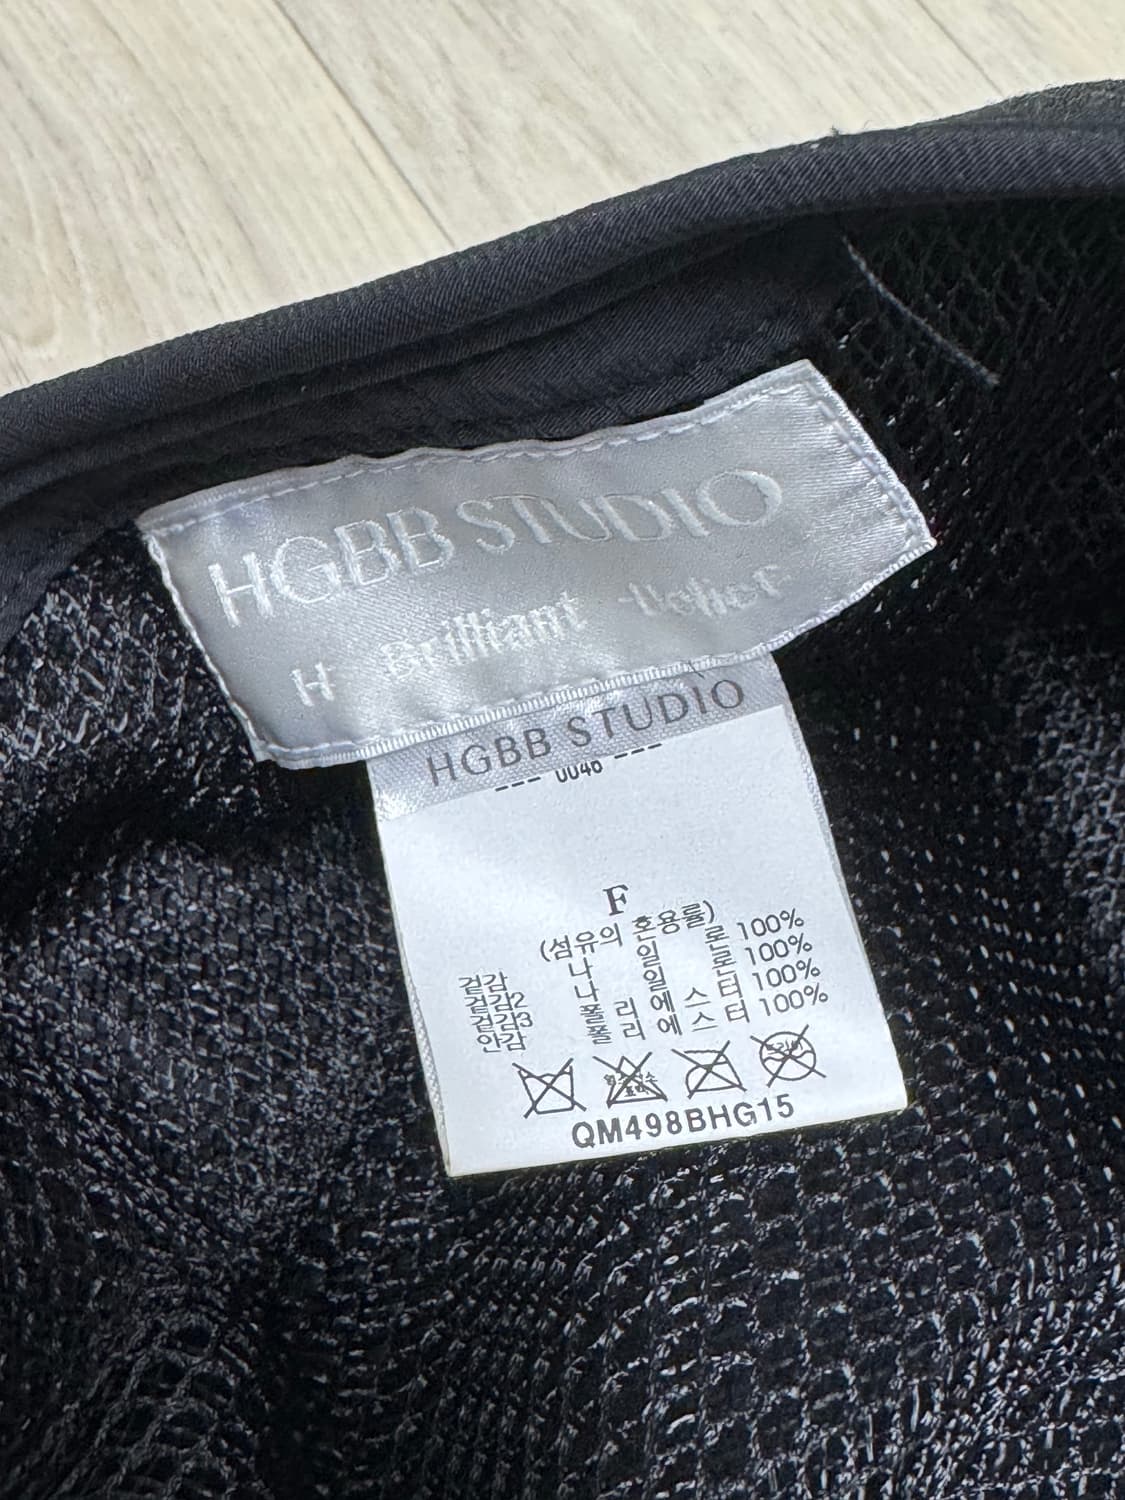 HGBB STUDIO
H Brilliant Belief
HGBB STUDIO
--- 0046 ---
F
(섬유의 혼용률)
겉감 나일론 100%
겉감2 나일론 100%
겉감3 폴리에스터 100%
안감 폴리에스터 100%
QM498BHG15